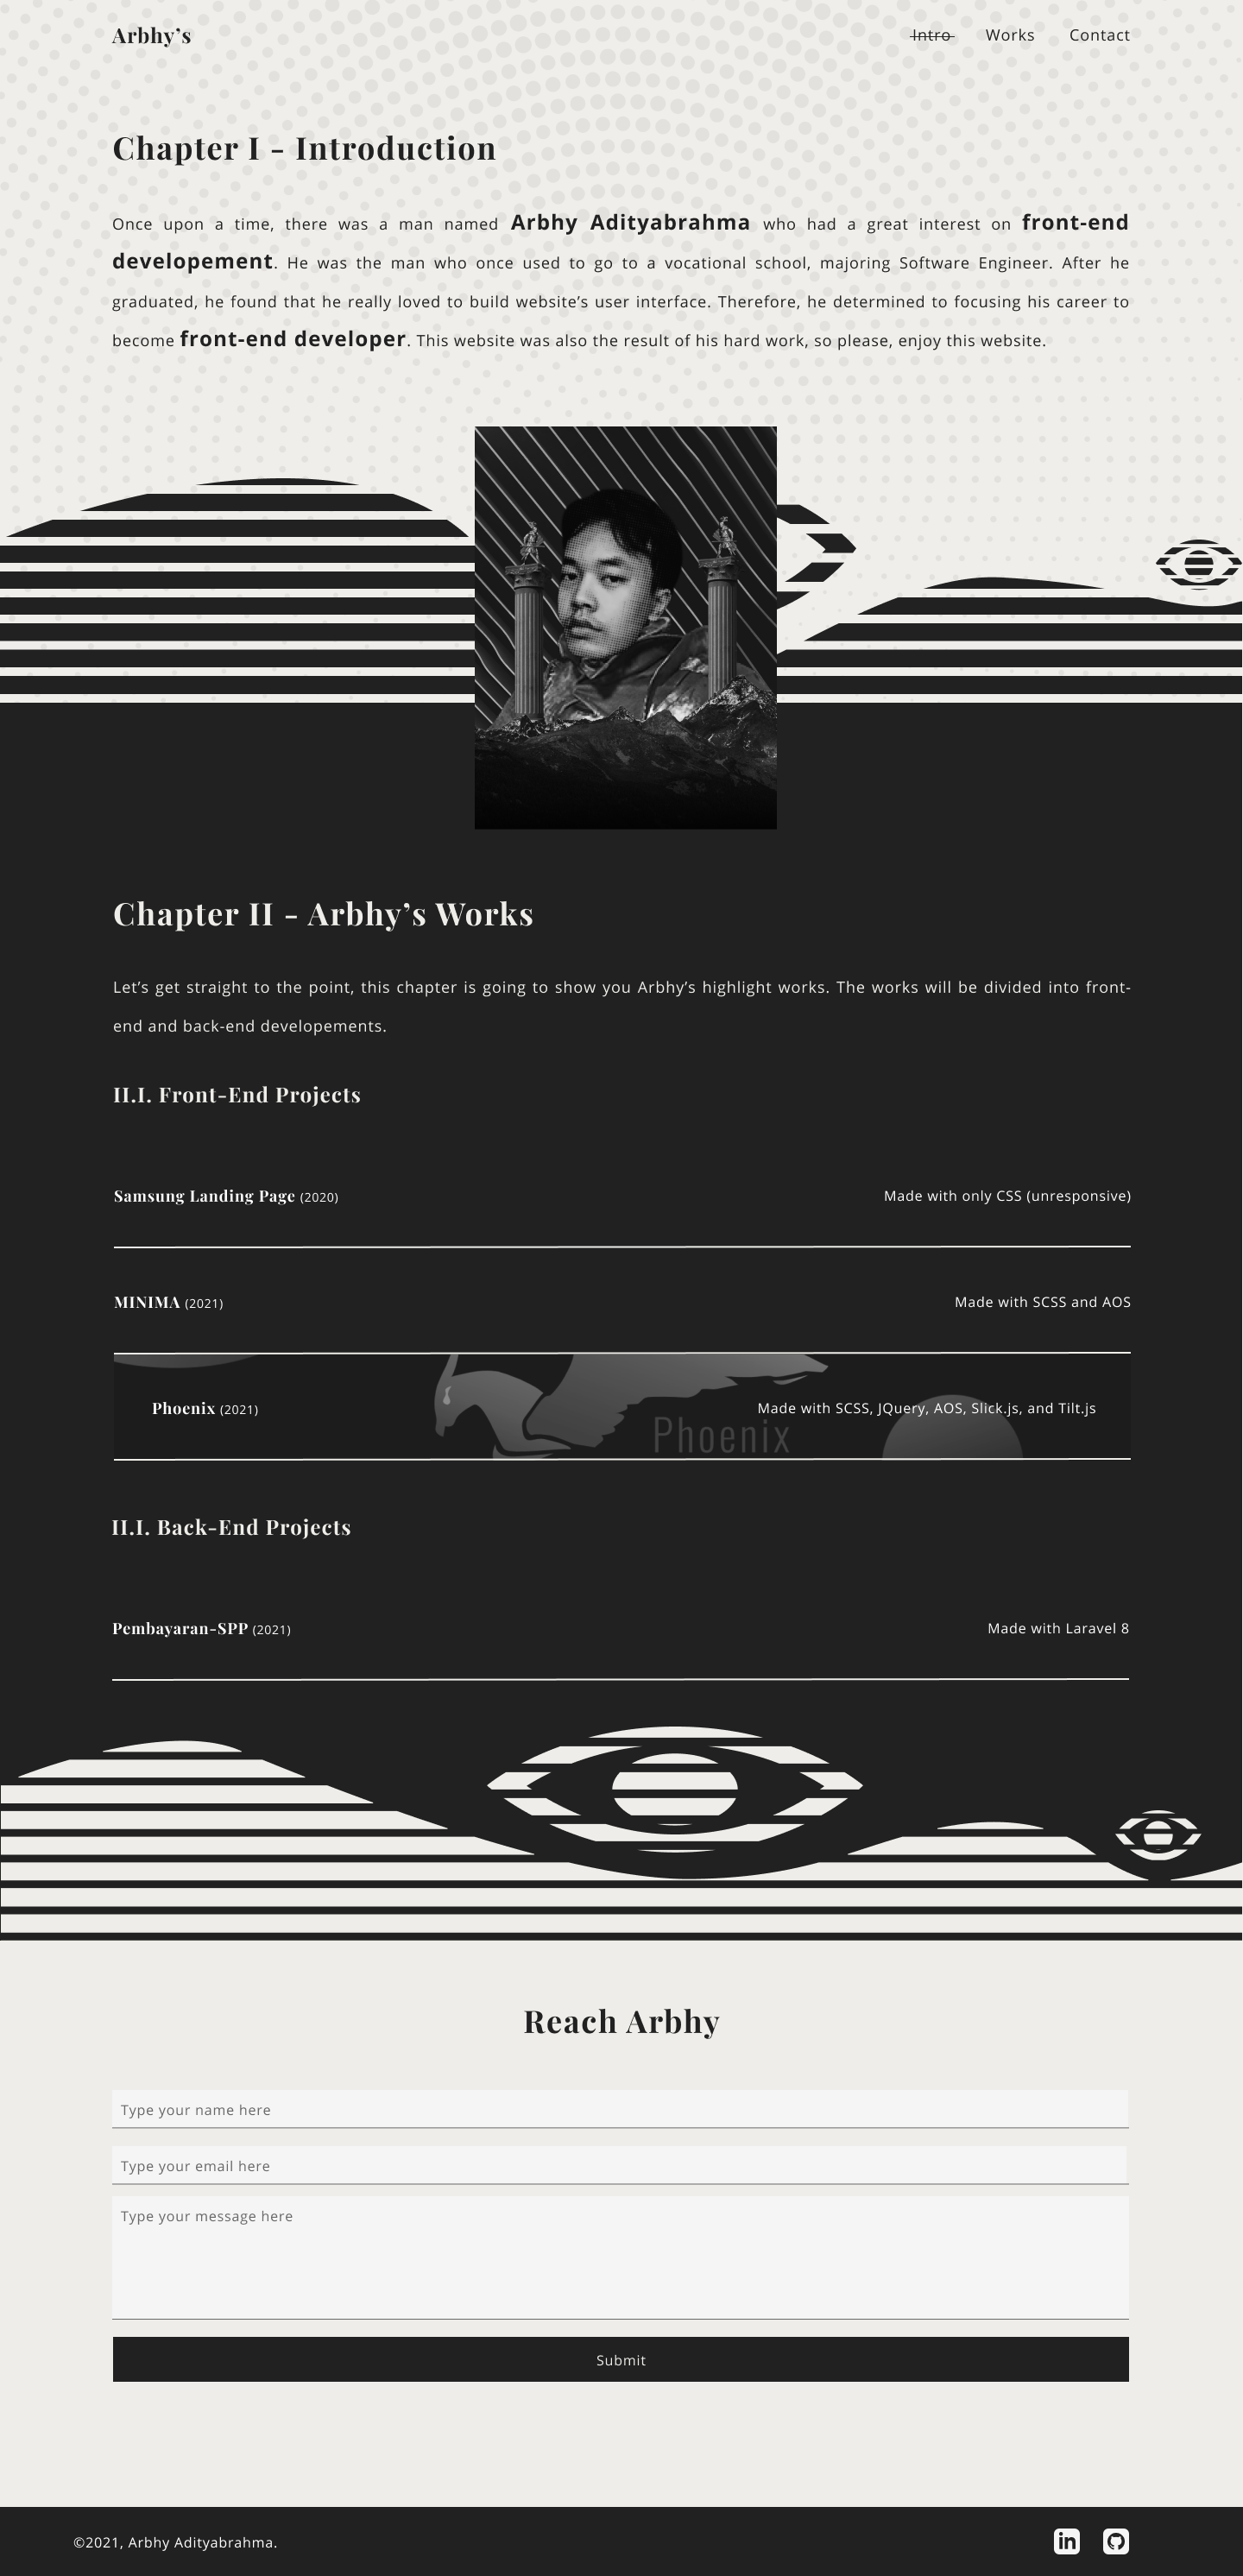 Arbhy’s
Intro Works Contact
Chapter I - Introduction
Once upon a time, there was a man named Arbhy Adityabrahma who had a great interest on front-end
developement. He was the man who once used to go to a vocational school, majoring Software Engineer. After he
graduated, he found that he really loved to build website’s user interface. Therefore, he determined to focusing his career to
become front-end developer. This website was also the result of his hard work, so please, enjoy this website.
Chapter II - Arbhy’s Works
Let’s get straight to the point, this chapter is going to show you Arbhy’s highlight works. The works will be divided into front-
end and back-end developements.
II.I. Front-End Projects
Samsung Landing Page (2020)
Made with only CSS (unresponsive)
MINIMA (2021)
Made with SCSS and AOS
Phoenix (2021)
Made with SCSS, JQuery, AOS, Slick.js, and Tilt.js
Phoenix
II.I. Back-End Projects
Pembayaran-SPP (2021)
Made with Laravel 8
Reach Arbhy
Type your name here
Type your email here
Type your message here
Submit
©2021, Arbhy Adityabrahma.
in